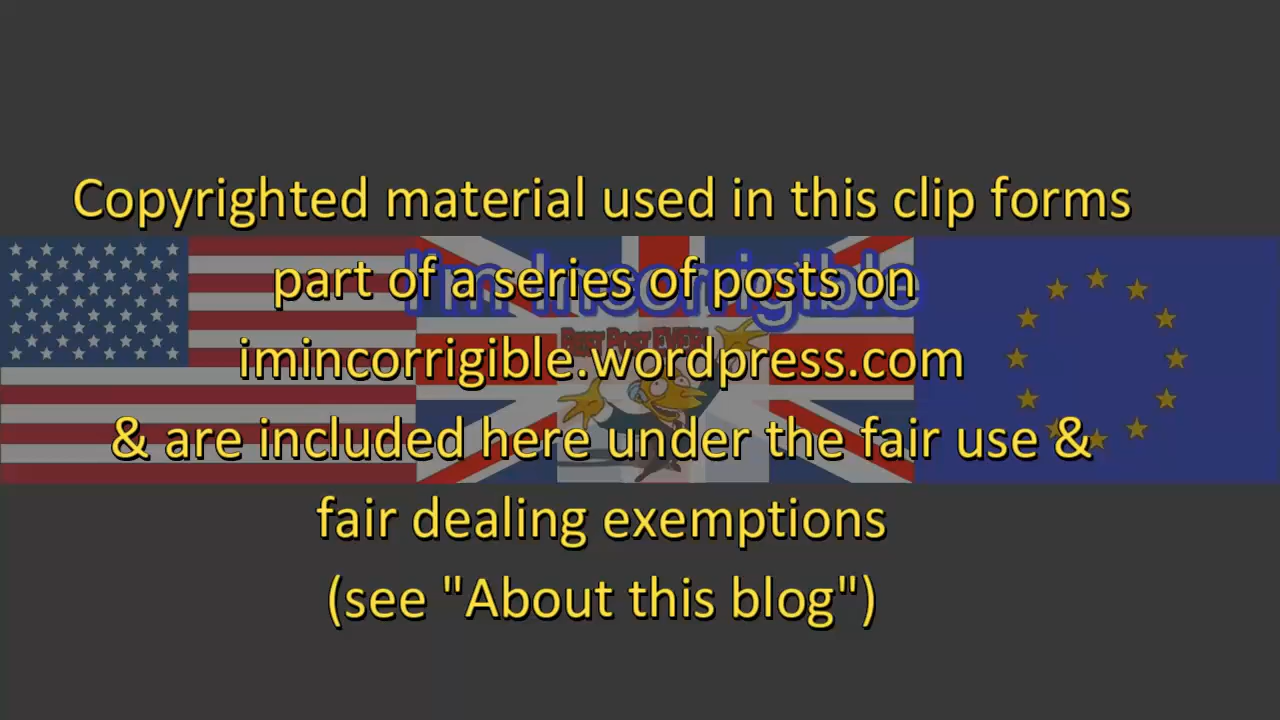 Copyrighted material used in this clip forms
I'm Incorrigible
part of a series of posts on
imincorrigible.wordpress.com
& are included here under the fair use &
fair dealing exemptions
(see "About this blog")